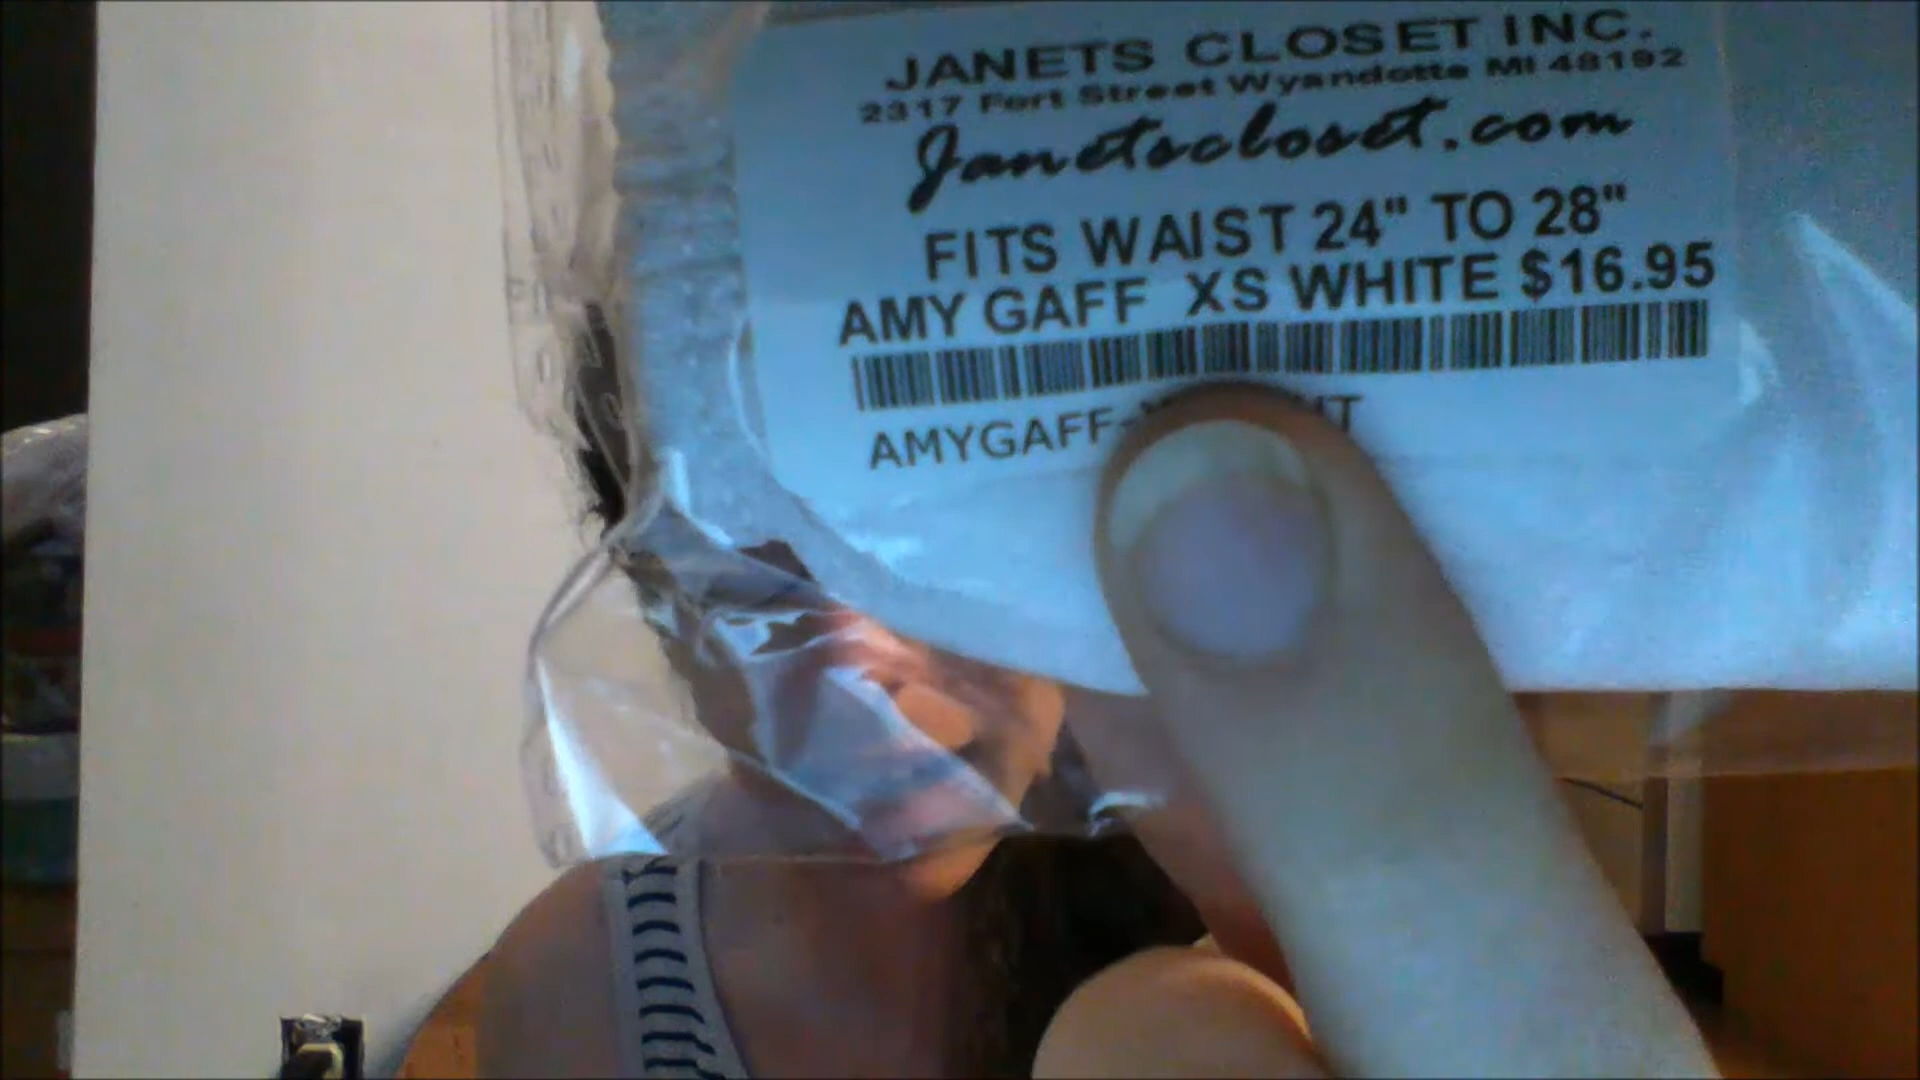 JANETS CLOSET INC.
2317 Fort Street Wyandotte MI 48192
Janetscloset.com
FITS WAIST 24" TO 28"
AMY GAFF XS WHITE $16.95